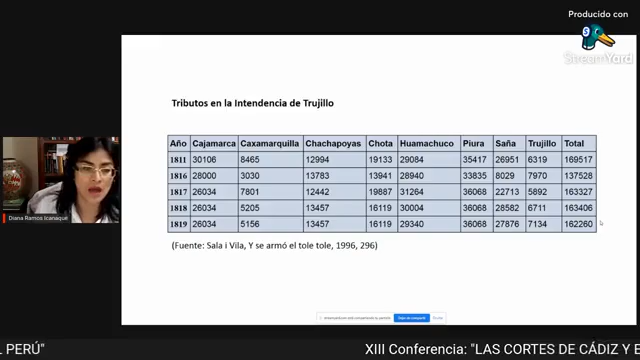 Producido con
StreamYard
Tributos en la Intendencia de Trujillo
Año Cajamarca Caxamarquilla Chachapoyas Chota Huamachuco Piura Saña Trujillo Total
1811 30106 8465 12994 19133 29084 35417 26951 6319 169517
1816 28000 3030 13783 13941 28940 33835 8029 7970 137528
1817 26034 7801 12442 19887 31264 36068 22713 5892 163327
1818 26034 5205 13457 16119 30004 36068 28582 6711 163406
1819 26034 5156 13457 16119 29340 36068 27876 7134 162260
(Fuente: Sala i Vila, Y se armó el tole tole, 1996, 296)
Diana Ramos Icanaqué
Dejar de compartir
Ocultar
L PERÚ" XIII Conferencia: "LAS CORTES DE CÁDIZ Y E